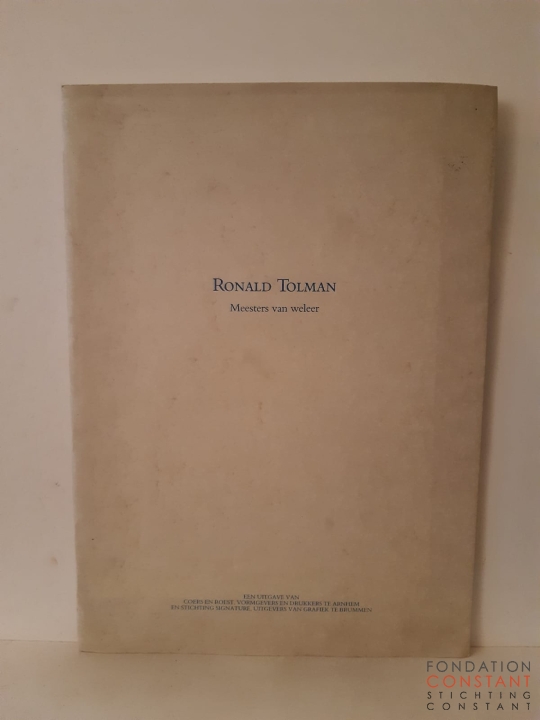 RONALD TOLMAN
Meesters van weleer
EEN UITGAVE VAN
EN ROEST, VORMGEVERS EN DRUKKERS TE ARNHEM
EN STICHTING SIGNATURE, UITGEVERS VAN GRAFIEK TE BRUMMEN
FONDATION
CONSTANT
STICHTING
CONSTANT